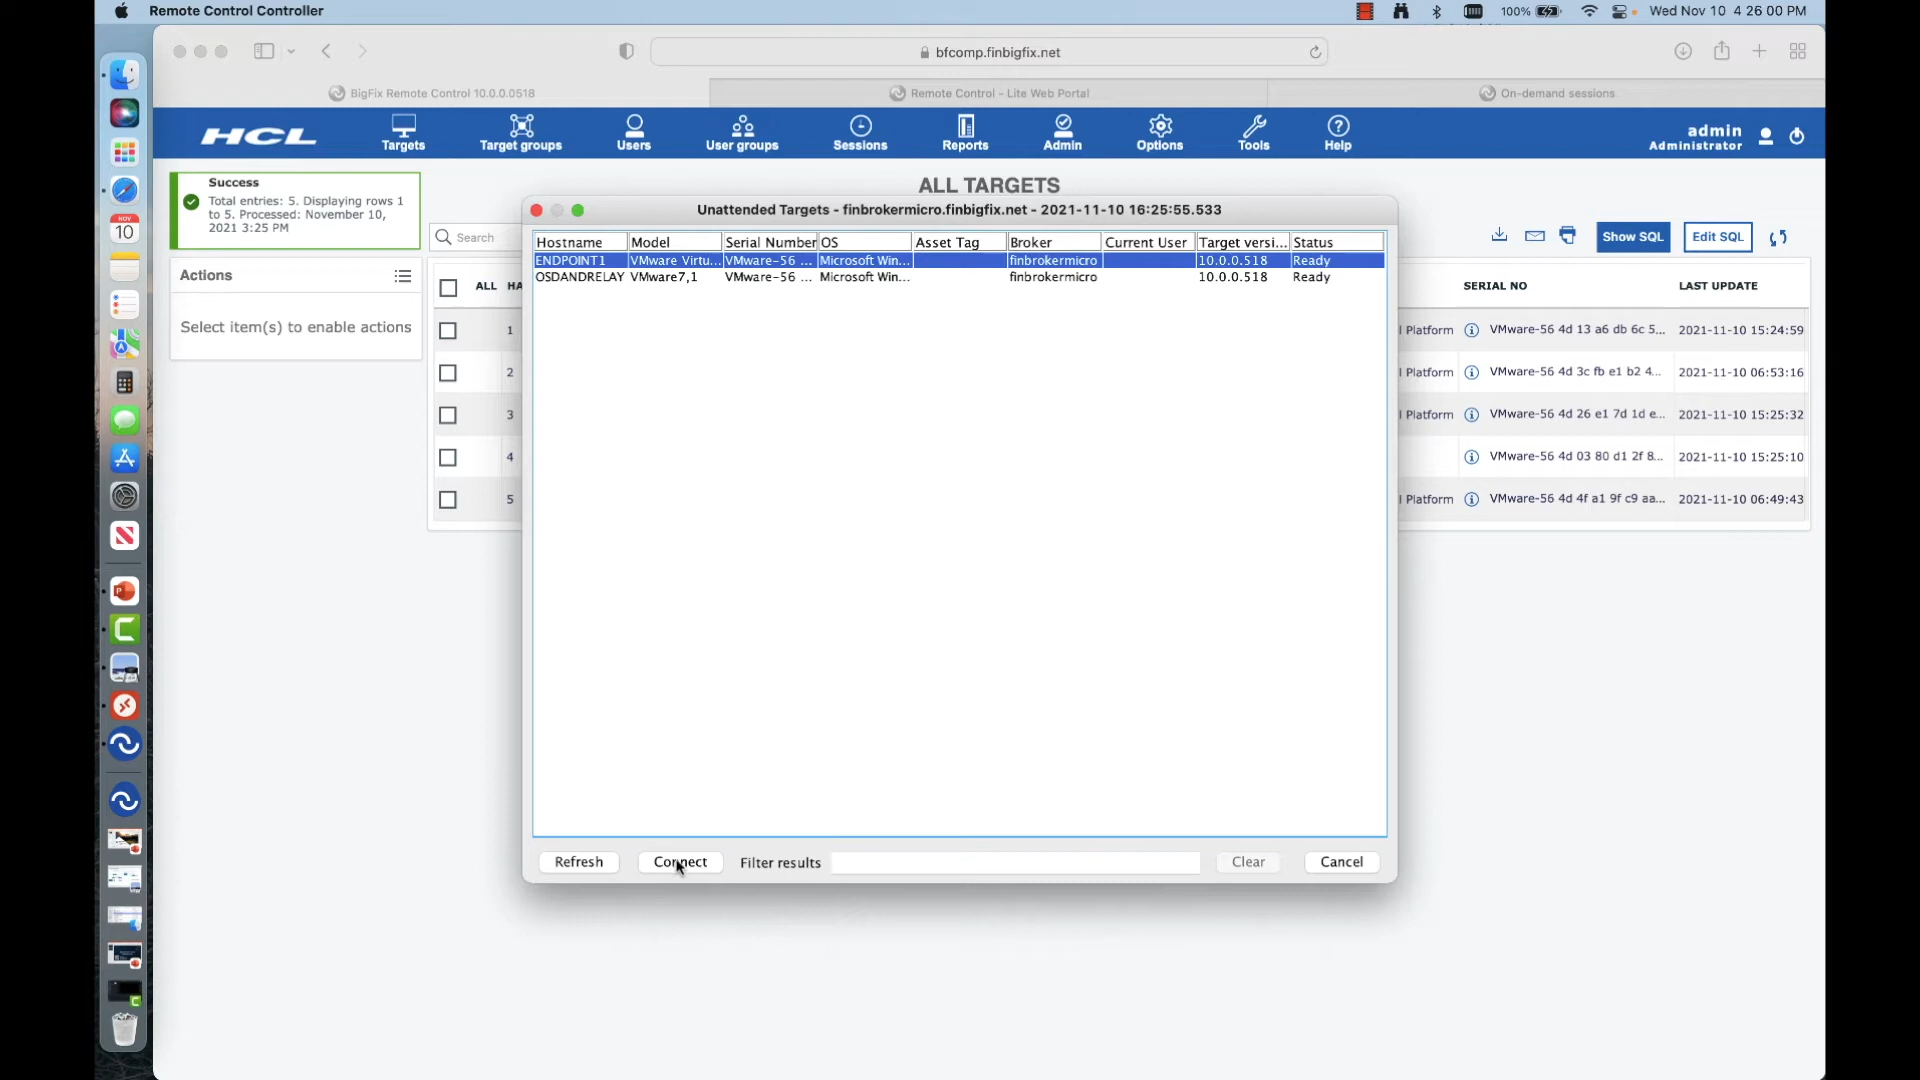 Remote Control Controller
100%
Wed Nov 10 4 26 00 PM
bfcomp.finbigfix.net
BigFix Remote Control 10.0.0.0518
Remote Control - Lite Web Portal
On-demand sessions
HCL
Targets
Target groups
Users
User groups
Sessions
Reports
Admin
Options
Tools
Help
admin
Administrator
NOV
10
Success
Total entries: 5. Displaying rows 1
to 5. Processed: November 10,
2021 3:25 PM
Actions
Select item(s) to enable actions
ALL TARGETS
Search
Show SQL
Edit SQL
ALL HA
SERIAL NO
LAST UPDATE
1
l Platform
VMware-56 4d 13 a6 db 6c 5...
2021-11-10 15:24:59
2
l Platform
VMware-56 4d 3c fb e1 b2 4...
2021-11-10 06:53:16
3
l Platform
VMware-56 4d 26 e1 7d 1d e...
2021-11-10 15:25:32
4
VMware-56 4d 03 80 d1 2f 8...
2021-11-10 15:25:10
5
l Platform
VMware-56 4d 4f a1 9f c9 aa...
2021-11-10 06:49:43
Unattended Targets - finbrokermicro.finbigfix.net - 2021-11-10 16:25:55.533
Hostname Model Serial Number OS Asset Tag Broker Current User Target versi... Status
ENDPOINT1 VMware Virtu... VMware-56 ... Microsoft Win... finbrokermicro 10.0.0.518 Ready
OSDANDRELAY VMware7,1 VMware-56 ... Microsoft Win... finbrokermicro 10.0.0.518 Ready
Refresh
Connect
Filter results
Clear
Cancel